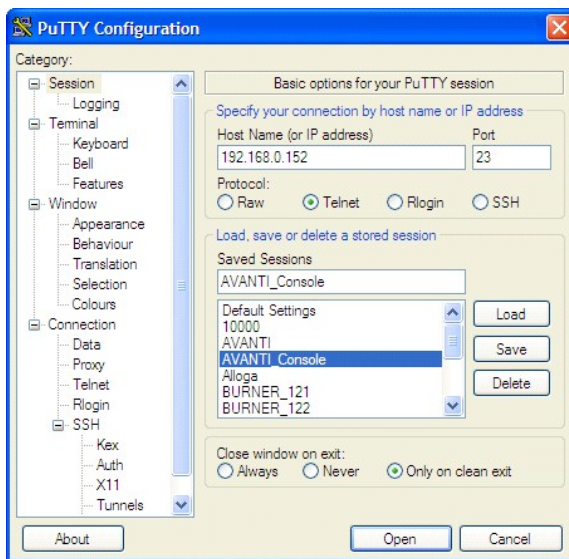 PuTTY Configuration
Category:
Session
Logging
Terminal
Keyboard
Bell
Features
Window
Appearance
Behaviour
Translation
Selection
Colours
Connection
Data
Proxy
Telnet
Rlogin
SSH
Kex
Auth
X11
Tunnels
Basic options for your PuTTY session
Specify your connection by host name or IP address
Host Name (or IP address) Port
192.168.0.152 23
Protocol:
Raw Telnet Rlogin SSH
Load, save or delete a stored session
Saved Sessions
AVANTI_Console
Default Settings
10000
AVANTI
AVANTI_Console
Alloga
BURNER_121
BURNER_122
Load
Save
Delete
Close window on exit:
Always Never Only on clean exit
About Open Cancel